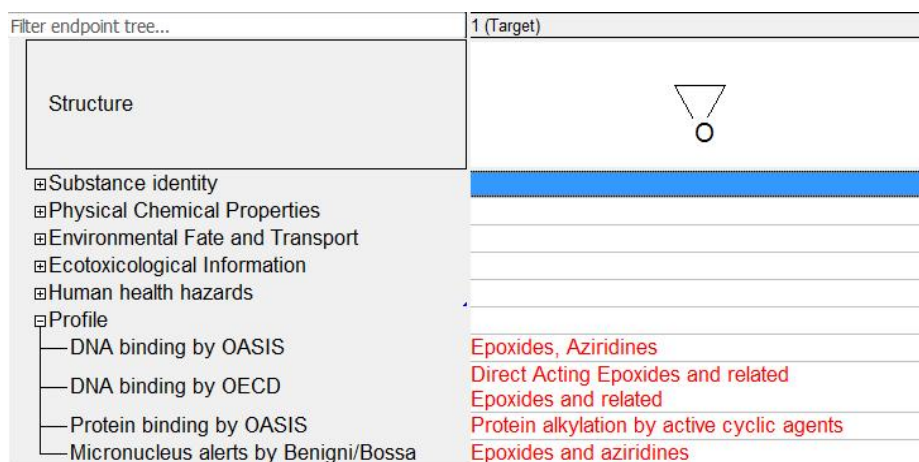 Filter endpoint tree...
1 (Target)
Structure
O
Substance identity
Physical Chemical Properties
Environmental Fate and Transport
Ecotoxicological Information
Human health hazards
Profile
DNA binding by OASIS
Epoxides, Aziridines
DNA binding by OECD
Direct Acting Epoxides and related
Epoxides and related
Protein binding by OASIS
Protein alkylation by active cyclic agents
Micronucleus alerts by Benigni/Bossa
Epoxides and aziridines